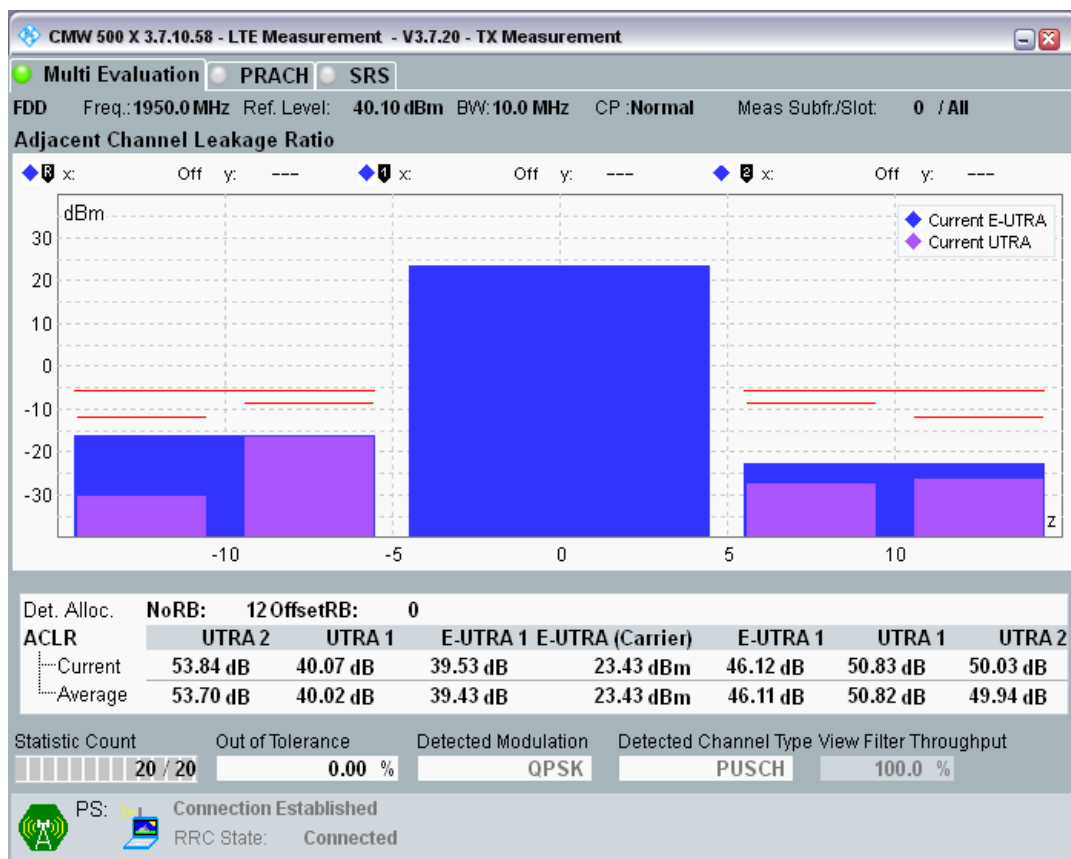 CMW 500 X 3.7.10.58 - LTE Measurement - V3.7.20 - TX Measurement
Multi Evaluation PRACH SRS
FDD Freq.: 1950.0 MHz Ref. Level: 40.10 dBm BW: 10.0 MHz CP : Normal Meas Subfr./Slot: 0 / All
Adjacent Channel Leakage Ratio
R x: Off y: --- 1 x: Off y: --- 2 x: Off y: ---
dBm
Current E-UTRA
Current UTRA
30
20
10
0
-10
-20
-30
z
-10 -5 0 5 10
Det. Alloc. NoRB: 12 OffsetRB: 0
ACLR UTRA 2 UTRA 1 E-UTRA 1 E-UTRA (Carrier) E-UTRA 1 UTRA 1 UTRA 2
Current 53.84 dB 40.07 dB 39.53 dB 23.43 dBm 46.12 dB 50.83 dB 50.03 dB
Average 53.70 dB 40.02 dB 39.43 dB 23.43 dBm 46.11 dB 50.82 dB 49.94 dB
Statistic Count Out of Tolerance Detected Modulation Detected Channel Type View Filter Throughput
20 / 20 0.00 % QPSK PUSCH 100.0 %
PS: Connection Established
RRC State: Connected